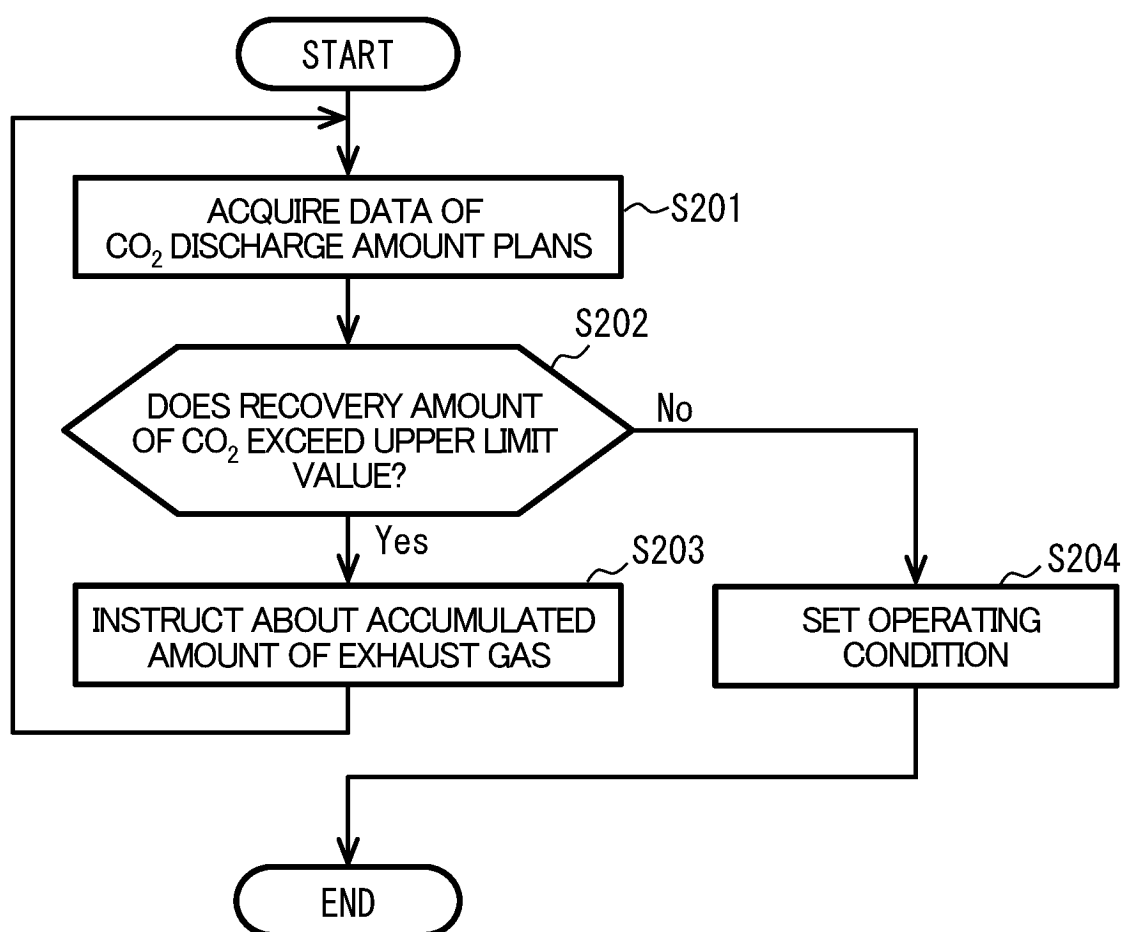 START
ACQUIRE DATA OF
CO₂ DISCHARGE AMOUNT PLANS
S201
S202
DOES RECOVERY AMOUNT
OF CO₂ EXCEED UPPER LIMIT
VALUE?
No
Yes
S203
INSTRUCT ABOUT ACCUMULATED
AMOUNT OF EXHAUST GAS
S204
SET OPERATING
CONDITION
END